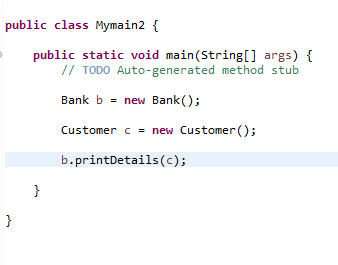 public class Mymain2 {
public static void main(String[] args) {
// TODO Auto-generated method stub
Bank b = new Bank();
Customer c = new Customer();
b.printDetails(c);
}
}